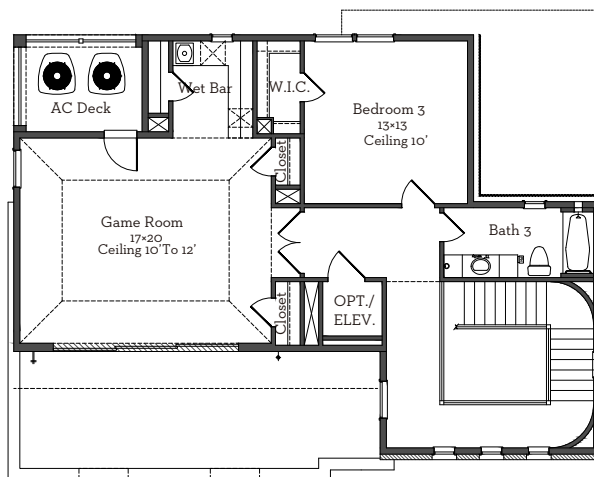 AC Deck
Wet Bar
W.I.C.
Bedroom 3
13×13
Ceiling 10'
Closet
Game Room
17×20
Ceiling 10'To 12'
Bath 3
Closet
OPT./
ELEV.